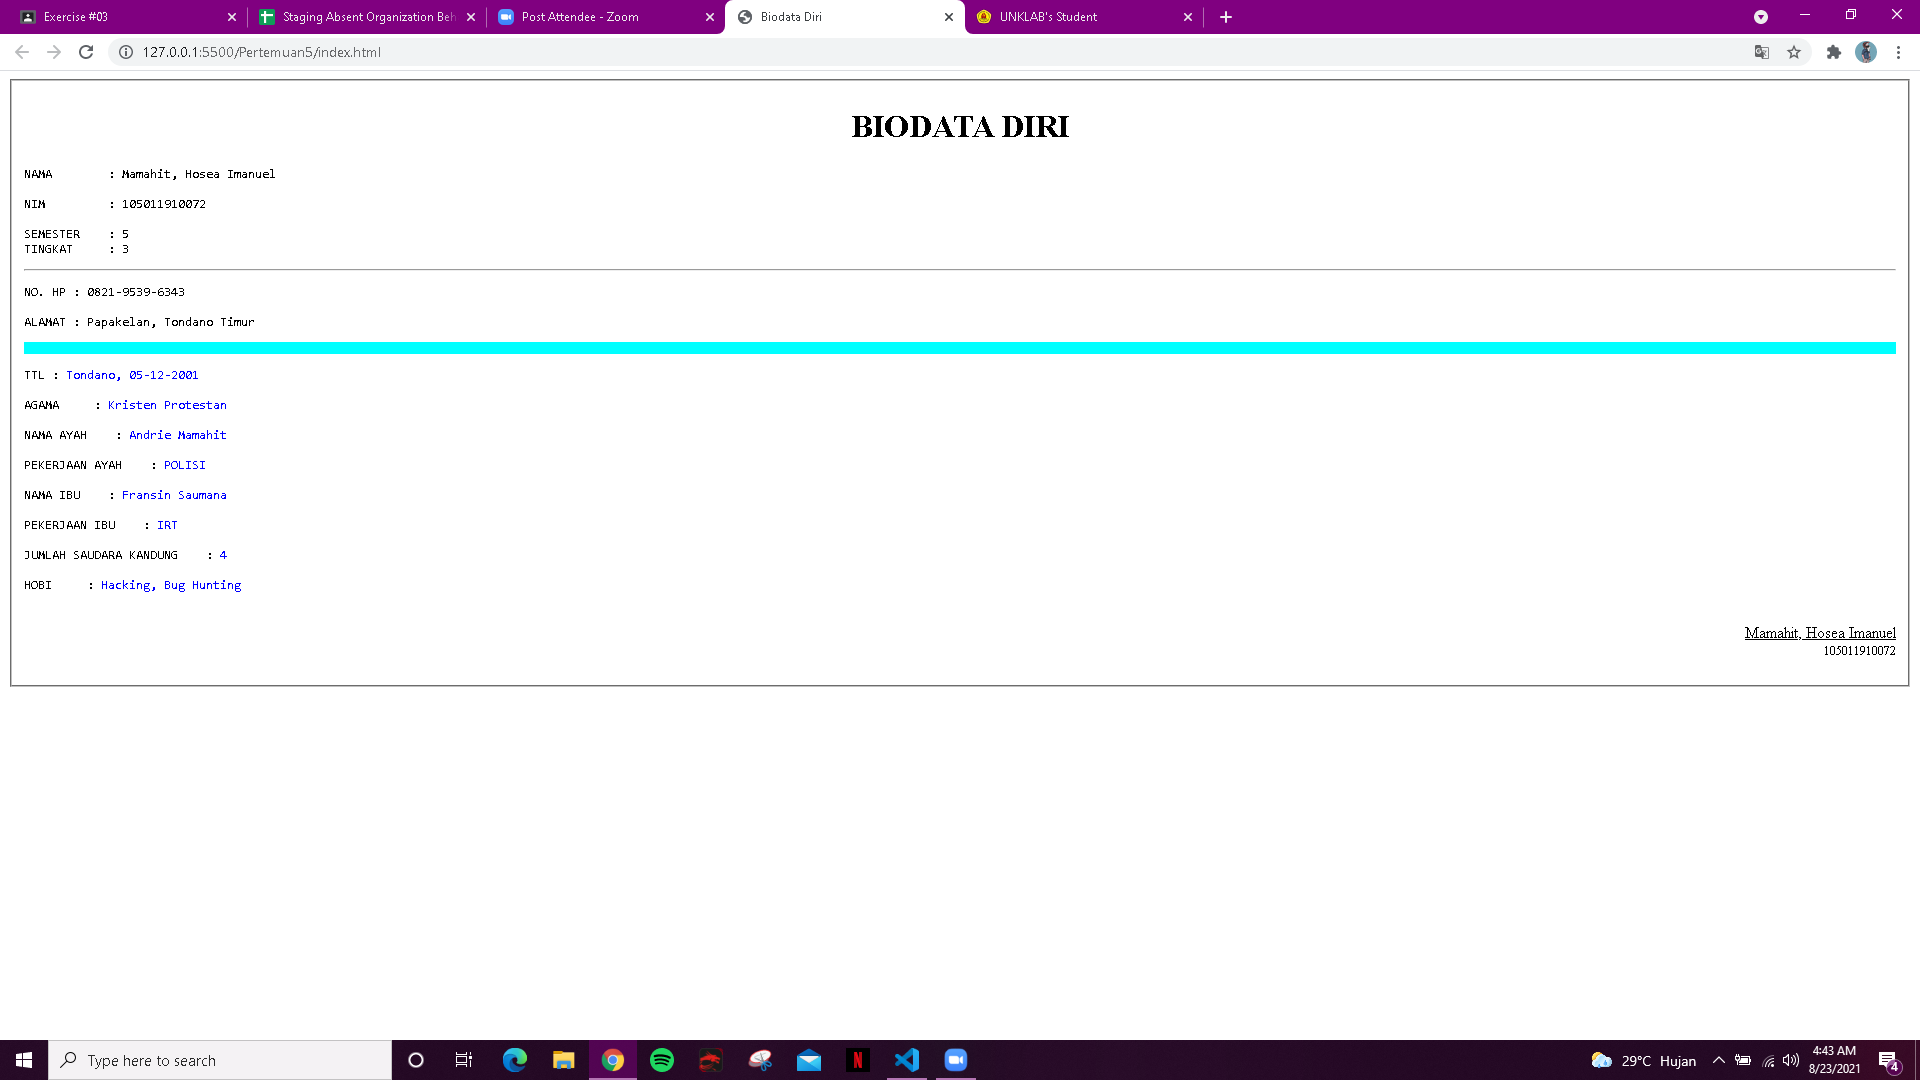 Exercise #03
Staging Absent Organization Beh
Post Attendee - Zoom
Biodata Diri
UNKLAB's Student
127.0.0.1:5500/Pertemuan5/index.html
BIODATA DIRI
NAMA : Mamahit, Hosea Imanuel
NIM : 105011910072
SEMESTER : 5
TINGKAT : 3
NO. HP : 0821-9539-6343
ALAMAT : Papakelan, Tondano Timur
TTL : Tondano, 05-12-2001
AGAMA : Kristen Protestan
NAMA AYAH : Andrie Mamahit
PEKERJAAN AYAH : POLISI
NAMA IBU : Fransin Saumana
PEKERJAAN IBU : IRT
JUMLAH SAUDARA KANDUNG : 4
HOBI : Hacking, Bug Hunting
Mamahit, Hosea Imanuel
105011910072
Type here to search
N
29°C Hujan
4:43 AM
8/23/2021
4